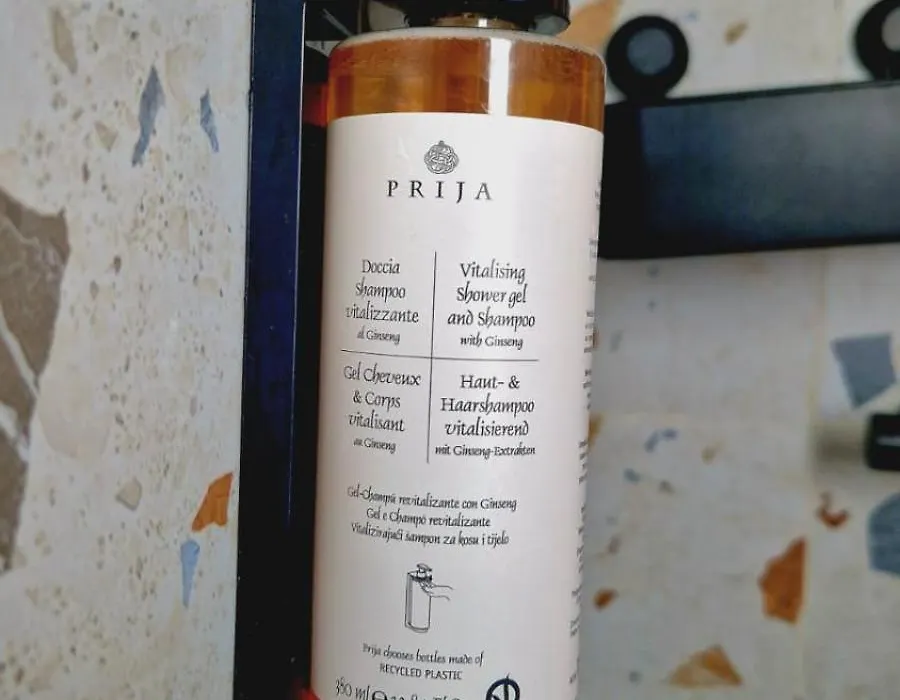 PRIJA
Doccia
Shampoo
vitalizzante
al Ginseng
Vitalising
Shower gel
and Shampoo
with Ginseng
Gel Cheveux
& Corps
vitalisant
au Ginseng
Haut- &
Haarshampoo
vitalisierend
mit Ginseng-Extrakten
Gel-Champú revitalizante con Ginseng
Gel e Champô revitalizante
Vitalizirajući šampon za kosu i tijelo
Prija chooses bottles made of
RECYCLED PLASTIC
380 ml